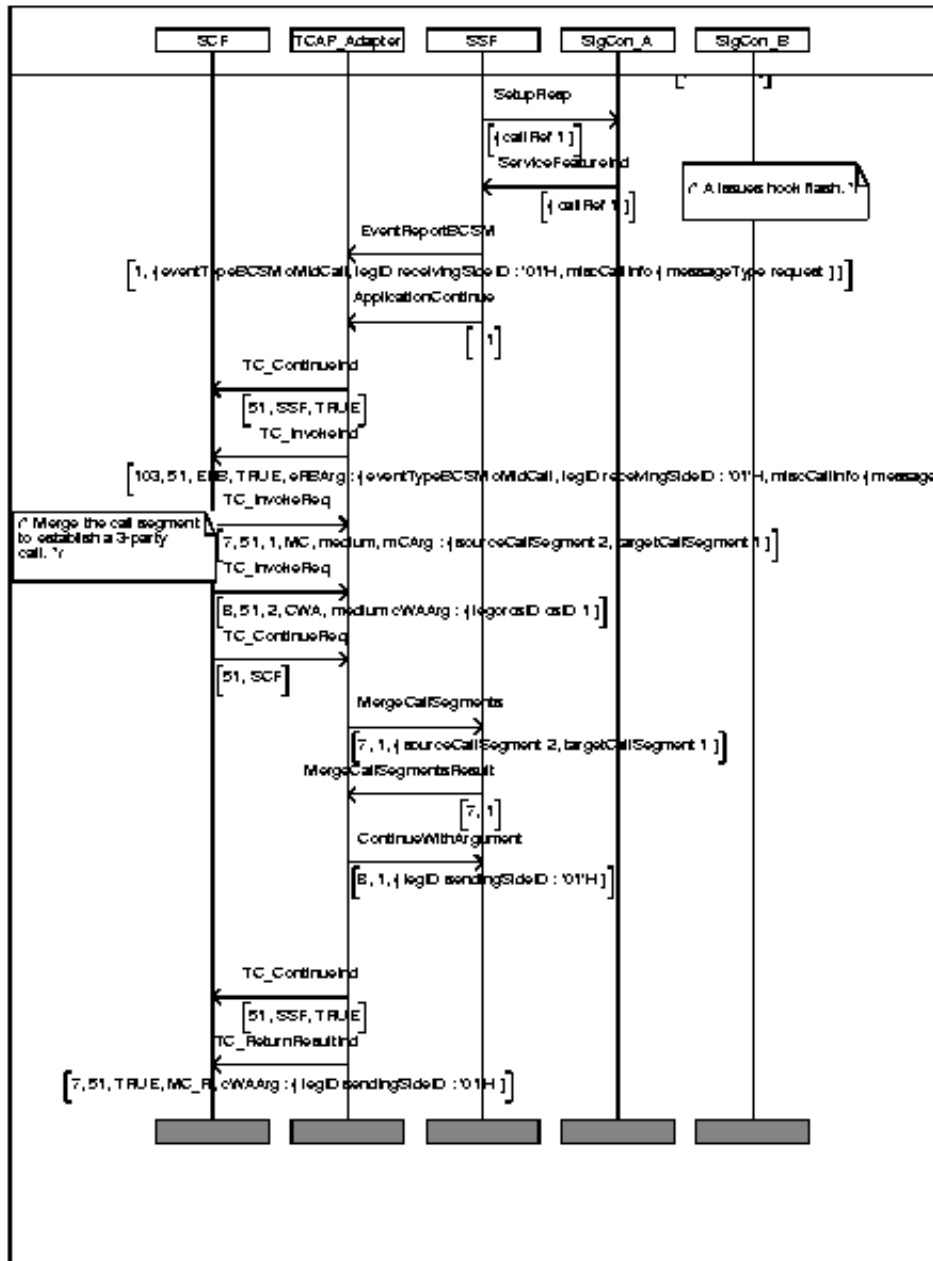 SCF TCAP_Adapter SSF SigCon_A SigCon_B
SetupResp
[{ callRef 1 }]
ServiceFeatureInd
[{ callRef 1 }]
/* A issues hook flash. */
EventReportBCSM
[1, { eventTypeBCSM oMidCall, legID receivingSideID : '01'H, miscCallInfo { messageType request } }]
ApplicationContinue
1
TC_ContinueInd
[51, SSF, TRUE]
TC_InvokeInd
[103, 51, ERB, TRUE, eRBArg : { eventTypeBCSM oMidCall, legID receivingSideID : '01'H, miscCallInfo { message
TC_InvokeReq
/* Merge the call segment
to establish a 3-party
call. */
[7, 51, 1, MC, medium, mCArg : { sourceCallSegment 2, targetCallSegment 1 }]
TC_InvokeReq
[8, 51, 2, CWA, medium cWAArg : { legorcsID csID 1 }]
TC_ContinueReq
[51, SCF]
MergeCallSegments
[7, 1, { sourceCallSegment 2, targetCallSegment 1 }]
MergeCallSegmentsResult
[7, 1]
ContinueWithArgument
[8, 1, { legID sendingSideID : '01'H }]
TC_ContinueInd
[51, SSF, TRUE]
TC_ReturnResultInd
[7, 51, TRUE, MC_R, cWAArg : { legID sendingSideID : '01'H }]